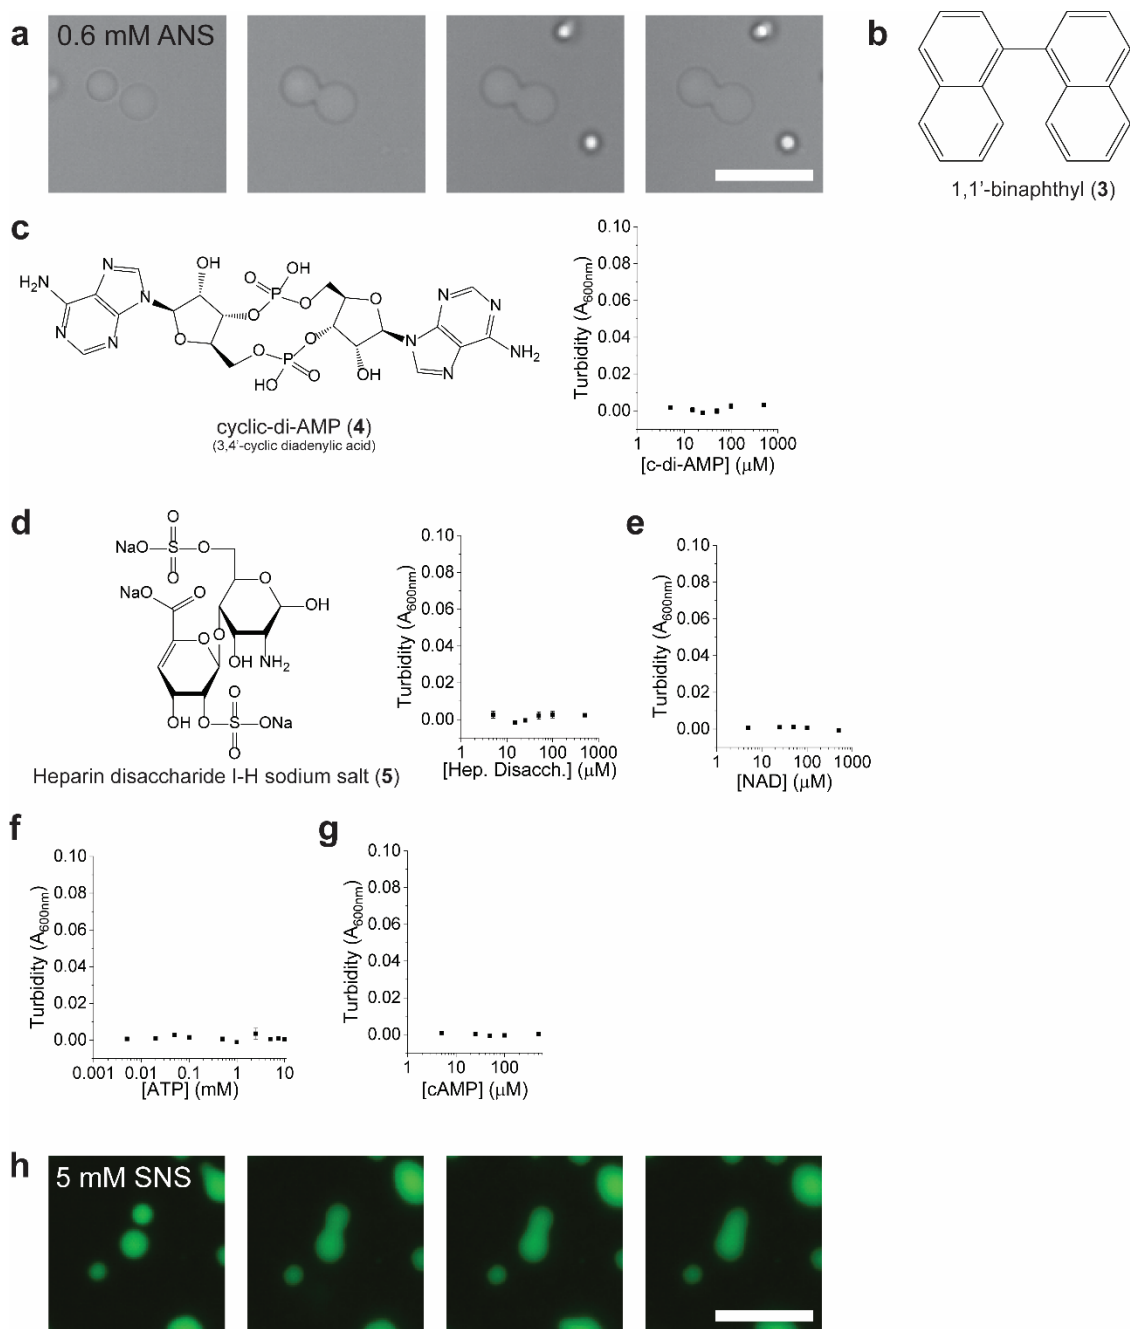 a
0.6 mM ANS
b
1,1'-binaphthyl (3)
c
NH₂
N
N
N
N
OH
O
O
P
OH
O
O
O
P
HO
O
O
O
OH
N
N
N
N
NH₂
H₂N
cyclic-di-AMP (4)
(3,4'-cyclic diadenylic acid)
Turbidity (A600nm)
0.10
0.08
0.06
0.04
0.02
0.00
1 10 100 1000
[c-di-AMP] (μM)
d
O
NaO
S
O
O
NaO
O
O
OH
O
O
OH NH₂
OH
O
O
S
ONa
O
Heparin disaccharide I-H sodium salt (5)
Turbidity (A600nm)
0.10
0.08
0.06
0.04
0.02
0.00
1 10 100 1000
[Hep. Disacch.] (μM)
e
Turbidity (A600nm)
0.10
0.08
0.06
0.04
0.02
0.00
1 10 100 1000
[NAD] (μM)
f
Turbidity (A600nm)
0.10
0.08
0.06
0.04
0.02
0.00
0.001 0.01 0.1 1 10
[ATP] (mM)
g
Turbidity (A600nm)
0.10
0.08
0.06
0.04
0.02
0.00
1 10 100
[cAMP] (μM)
h
5 mM SNS